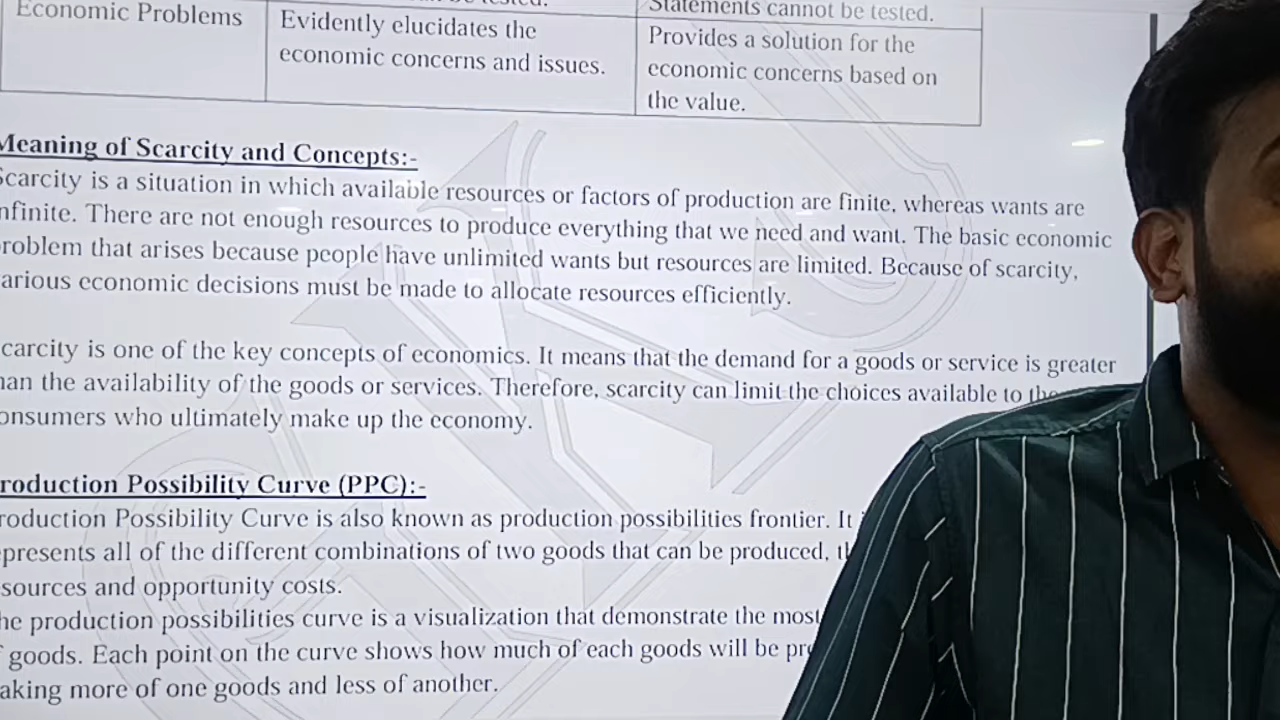 Economic Problems
Evidently elucidates the
economic concerns and issues.
Statements cannot be tested.
Provides a solution for the
economic concerns based on
the value.
Meaning of Scarcity and Concepts:-
Scarcity is a situation in which available resources or factors of production are finite, whereas wants are
nfinite. There are not enough resources to produce everything that we need and want. The basic economic
roblem that arises because people have unlimited wants but resources are limited. Because of scarcity,
arious economic decisions must be made to allocate resources efficiently.
carcity is one of the key concepts of economics. It means that the demand for a goods or service is greater
han the availability of the goods or services. Therefore, scarcity can limit the choices available to the
onsumers who ultimately make up the economy.
roduction Possibility Curve (PPC):-
roduction Possibility Curve is also known as production possibilities frontier. It
presents all of the different combinations of two goods that can be produced,
sources and opportunity costs.
he production possibilities curve is a visualization that demonstrate the most
f goods. Each point on the curve shows how much of each goods will be
aking more of one goods and less of another.